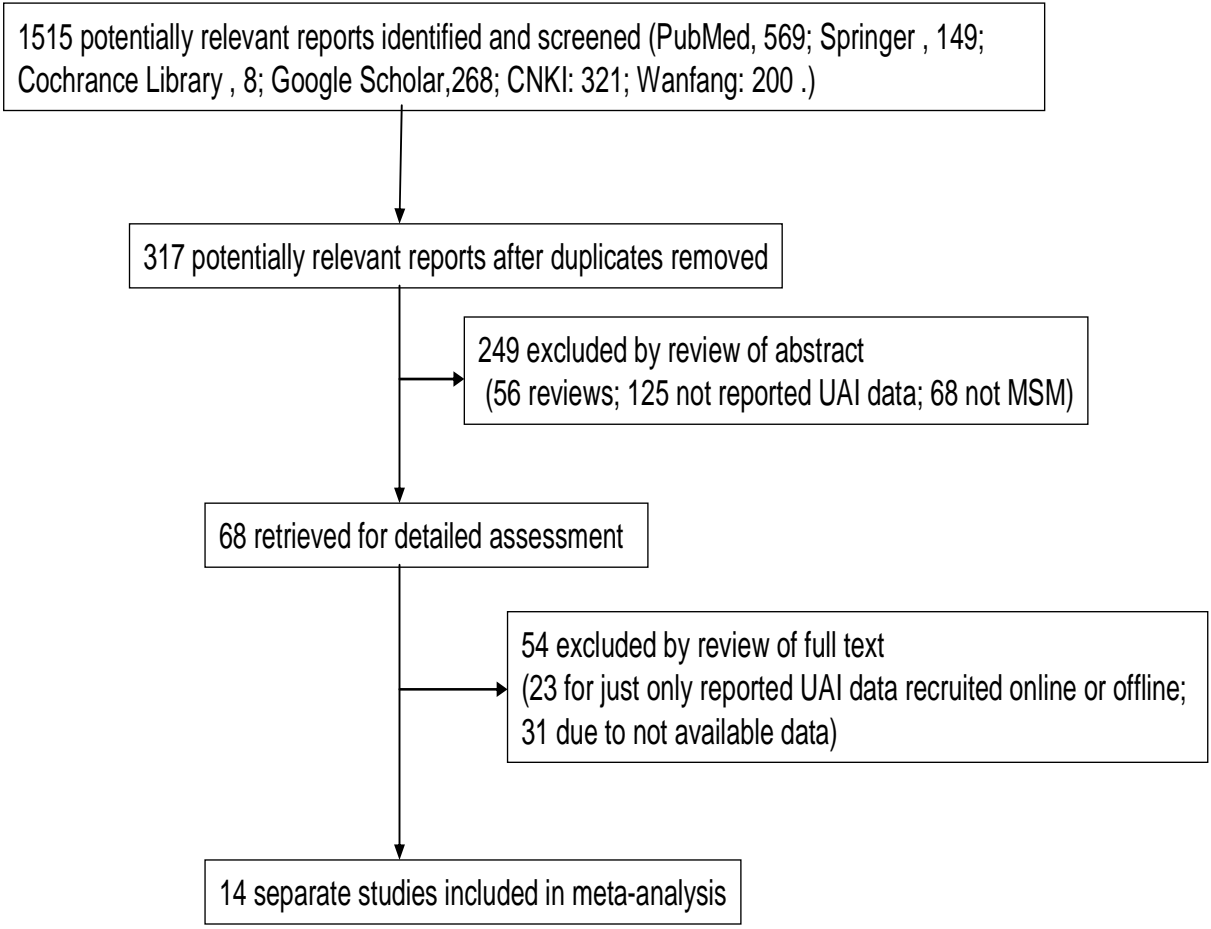 1515 potentially relevant reports identified and screened (PubMed, 569; Springer , 149;
Cochrance Library , 8; Google Scholar,268; CNKI: 321; Wanfang: 200 .)
317 potentially relevant reports after duplicates removed
249 excluded by review of abstract
(56 reviews; 125 not reported UAI data; 68 not MSM)
68 retrieved for detailed assessment
54 excluded by review of full text
(23 for just only reported UAI data recruited online or offline;
31 due to not available data)
14 separate studies included in meta-analysis